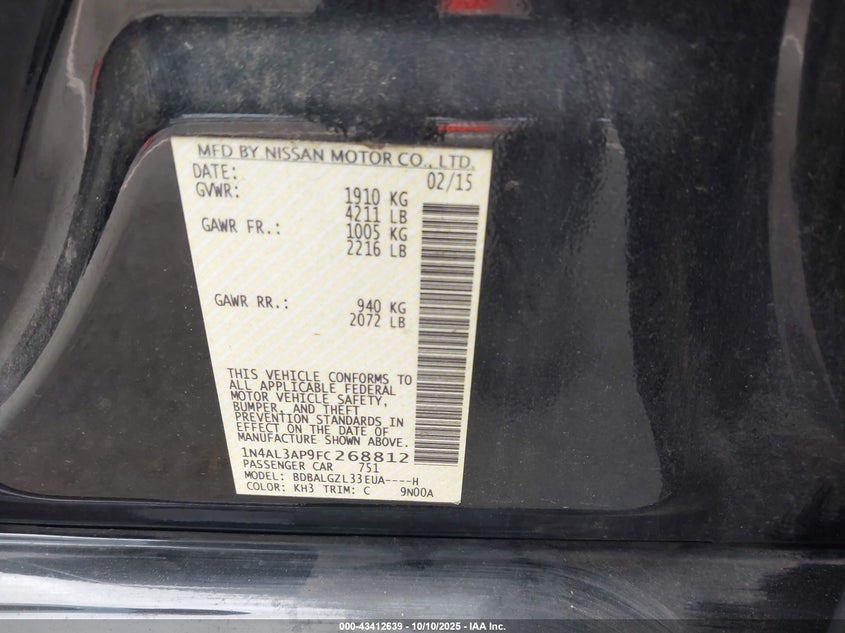 MFD BY NISSAN MOTOR CO., LTD.
DATE: 02/15
GVWR: 1910 KG
4211 LB
GAWR FR.: 1005 KG
2216 LB
GAWR RR.: 940 KG
2072 LB
THIS VEHICLE CONFORMS TO
ALL APPLICABLE FEDERAL
MOTOR VEHICLE SAFETY,
BUMPER, AND THEFT
PREVENTION STANDARDS IN
EFFECT ON THE DATE OF
MANUFACTURE SHOWN ABOVE.
1N4AL3AP9FC268812
PASSENGER CAR 751
MODEL: BDBALGZL33EUA----H
COLOR: KH3 TRIM: C 9N00A
000-43412639 - 10/10/2025 - IAA Inc.